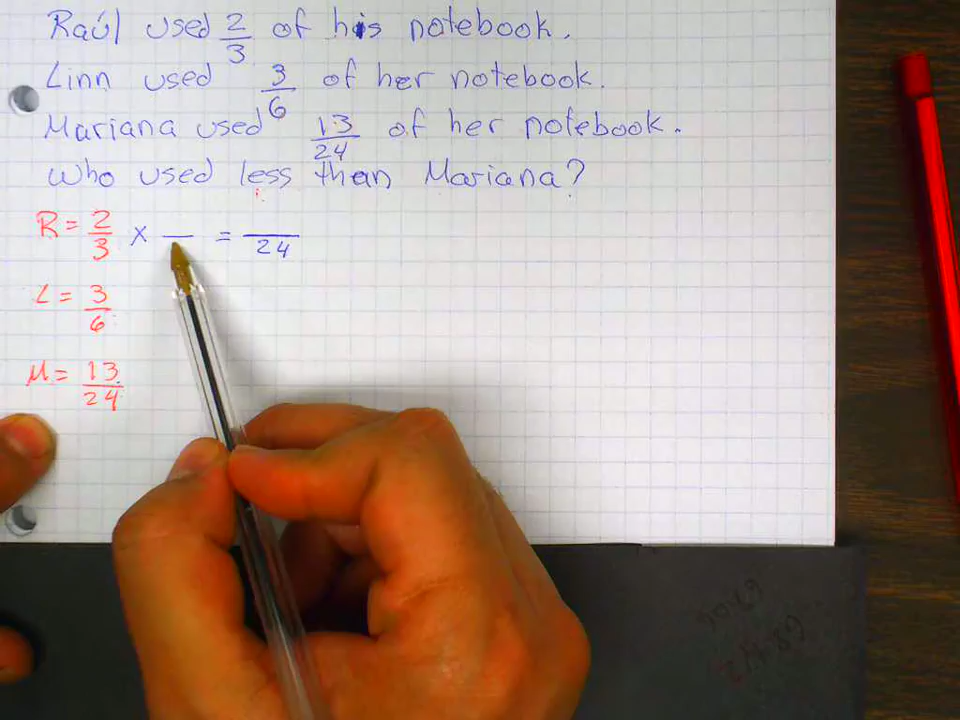 Raúl used 2/3 of his notebook.
Linn used 3/6 of her notebook.
Mariana used 13/24 of her notebook.
Who used less than Mariana?
R = 2/3 × — = —/24
L = 3/6
M = 13/24